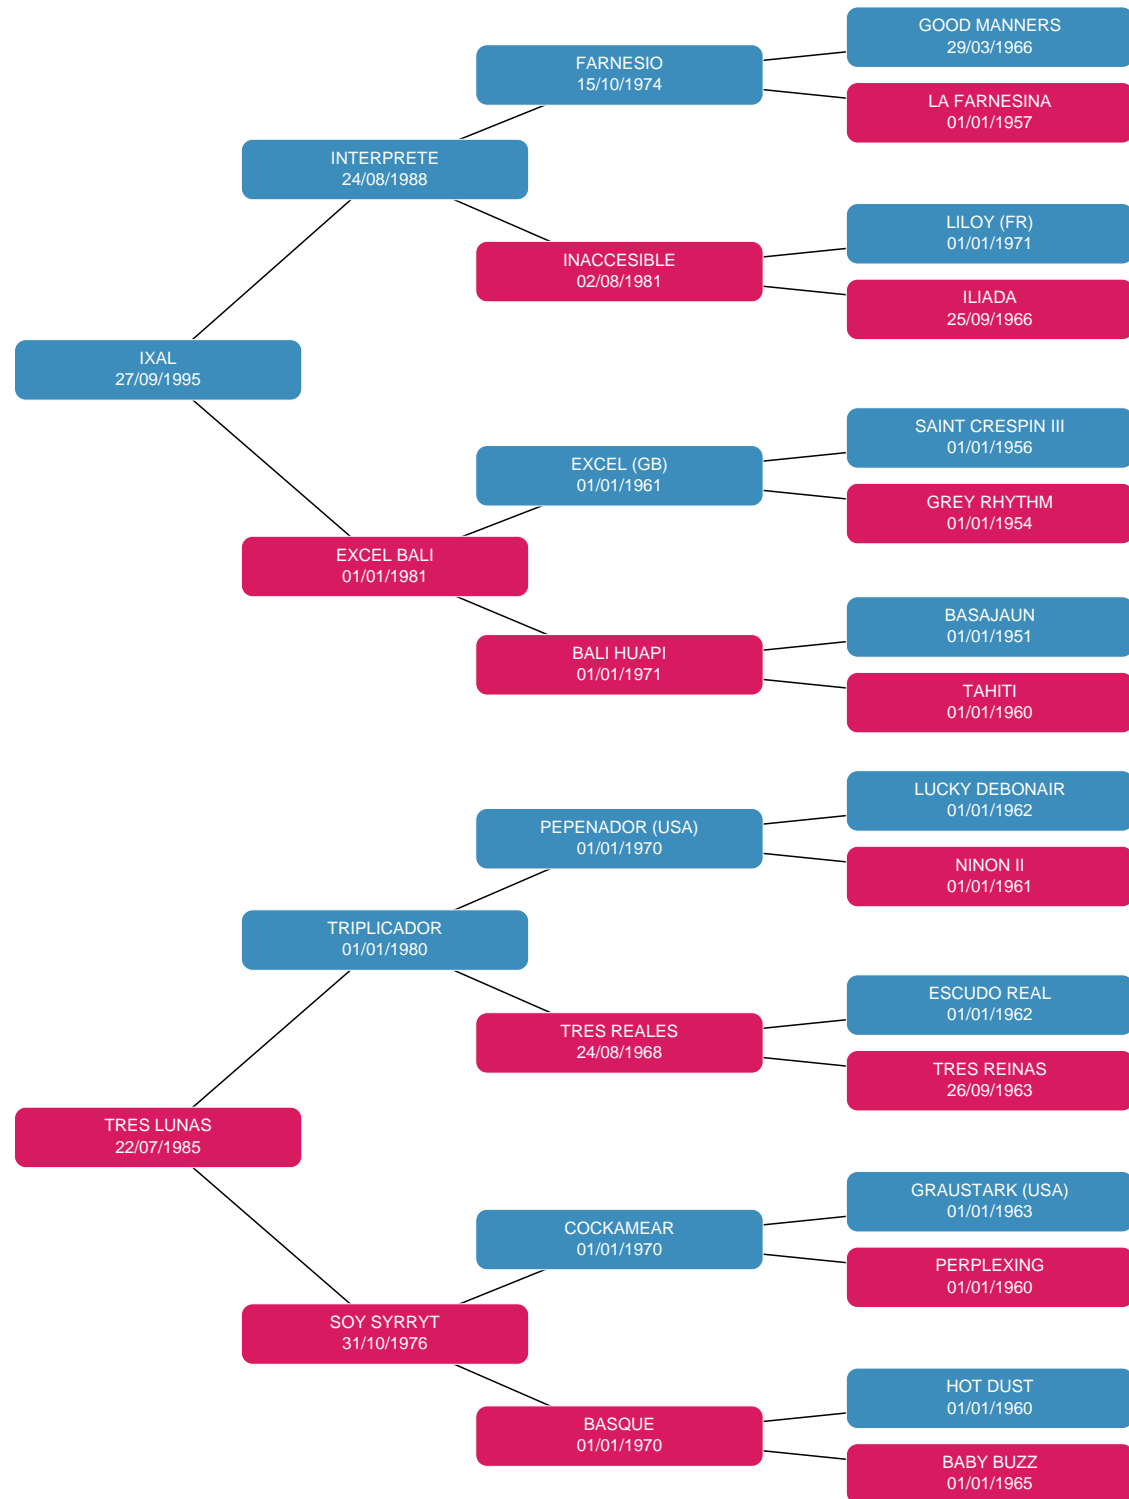 GOOD MANNERS
29/03/1966
FARNESIO
15/10/1974
LA FARNESINA
01/01/1957
INTERPRETE
24/08/1988
LILOY (FR)
01/01/1971
INACCESIBLE
02/08/1981
ILIADA
25/09/1966
IXAL
27/09/1995
SAINT CRESPIN III
01/01/1956
EXCEL (GB)
01/01/1961
GREY RHYTHM
01/01/1954
EXCEL BALI
01/01/1981
BASAJAUN
01/01/1951
BALI HUAPI
01/01/1971
TAHITI
01/01/1960
LUCKY DEBONAIR
01/01/1962
PEPENADOR (USA)
01/01/1970
NINON II
01/01/1961
TRIPLICADOR
01/01/1980
ESCUDO REAL
01/01/1962
TRES REALES
24/08/1968
TRES REINAS
26/09/1963
TRES LUNAS
22/07/1985
GRAUSTARK (USA)
01/01/1963
COCKAMEAR
01/01/1970
PERPLEXING
01/01/1960
SOY SYRRYT
31/10/1976
HOT DUST
01/01/1960
BASQUE
01/01/1970
BABY BUZZ
01/01/1965